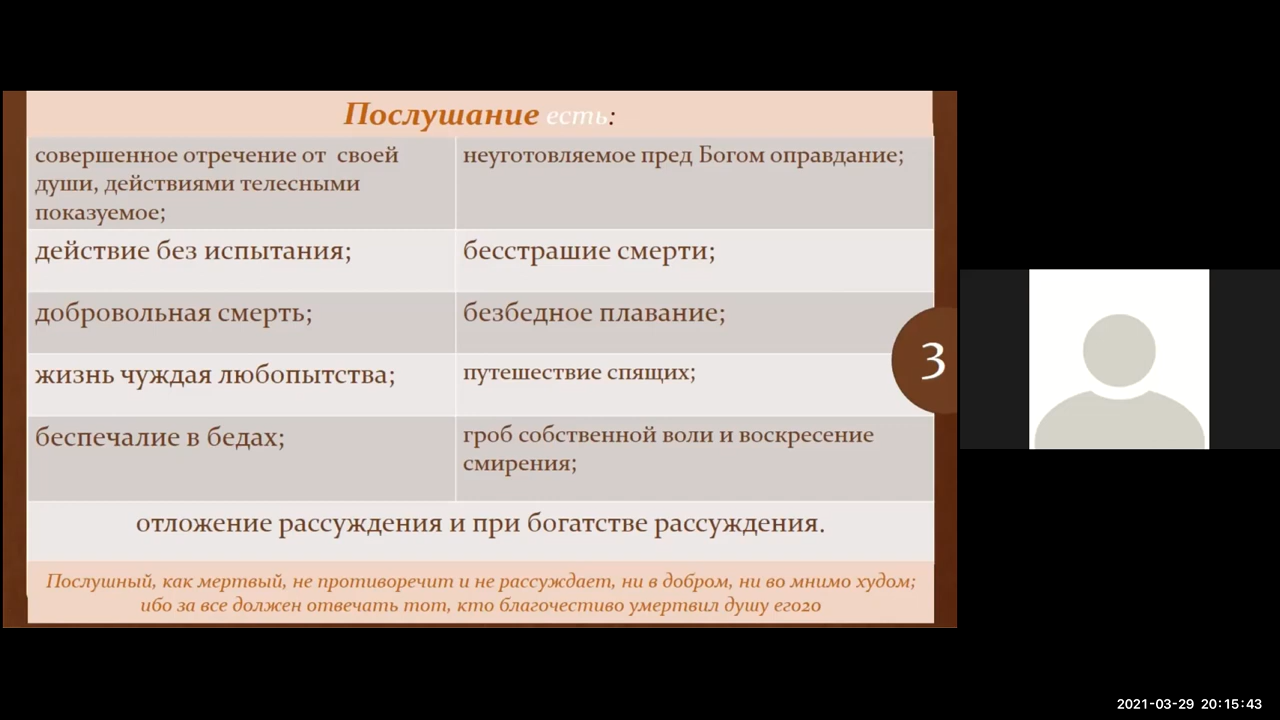 Послушание есть:
совершенное отречение от своей
души, действиями телесными
показуемое;
неуготовляемое пред Богом оправдание;
действие без испытания;
бесстрашие смерти;
добровольная смерть;
безбедное плавание;
жизнь чуждая любопытства;
путешествие спящих;
3
беспечалие в бедах;
гроб собственной воли и воскресение
смирения;
отложение рассуждения и при богатстве рассуждения.
Послушный, как мертвый, не противоречит и не рассуждает, ни в добром, ни во мнимо худом;
ибо за все должен отвечать тот, кто благочестиво умертвил душу его20
2021-03-29 20:15:43